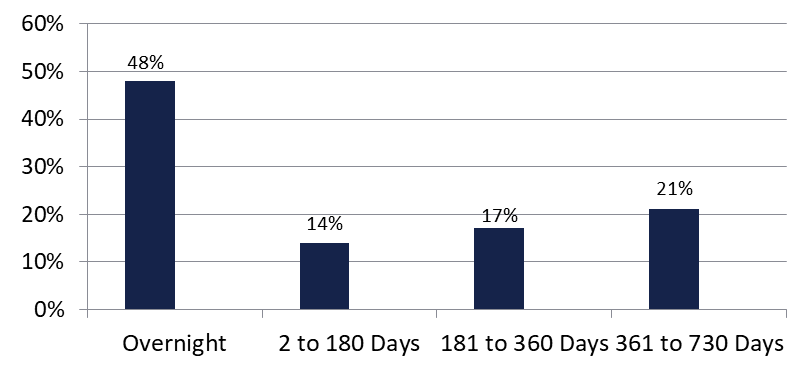 60%
50%
40%
30%
20%
10%
0%
48%
14%
17%
21%
Overnight
2 to 180 Days
181 to 360 Days
361 to 730 Days